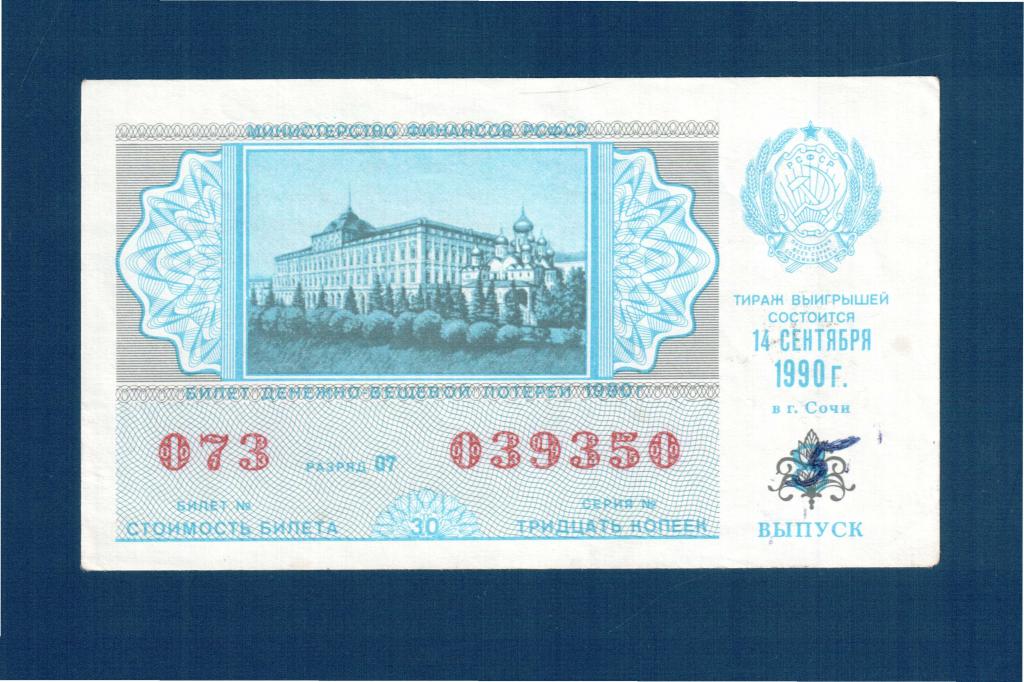 МИНИСТЕРСТВО ФИНАНСОВ РСФСР
БИЛЕТ ДЕНЕЖНО-ВЕЩЕВОЙ ЛОТЕРЕИ 1990 г.
073 РАЗРЯД 07 039350
БИЛЕТ № СЕРИЯ №
СТОИМОСТЬ БИЛЕТА 30 ТРИДЦАТЬ КОПЕЕК
РСФСР
ТИРАЖ ВЫИГРЫШЕЙ
СОСТОИТСЯ
14 СЕНТЯБРЯ
1990 г.
в г. Сочи
5
ВЫПУСК